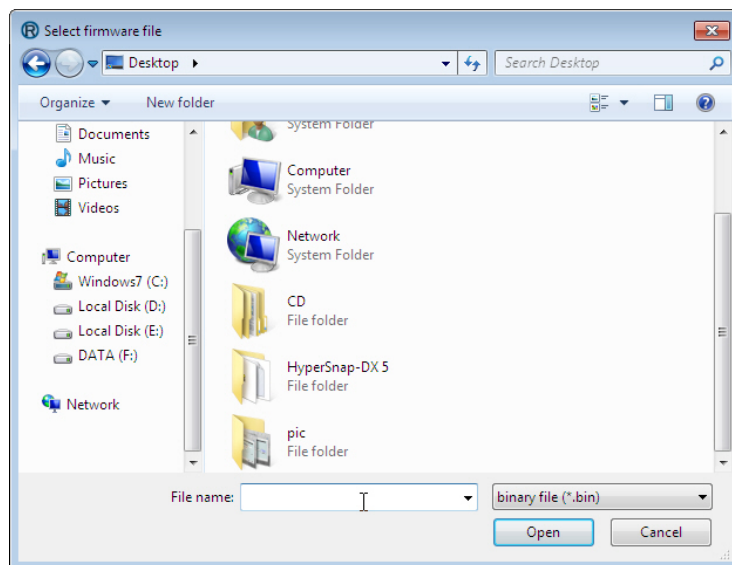 Select firmware file
Desktop
Search Desktop
Organize
New folder
Documents
Music
Pictures
Videos
Computer
Windows7 (C:)
Local Disk (D:)
Local Disk (E:)
DATA (F:)
Network
System Folder
Computer
System Folder
Network
System Folder
CD
File folder
HyperSnap-DX 5
File folder
pic
File folder
File name:
binary file (*.bin)
Open
Cancel